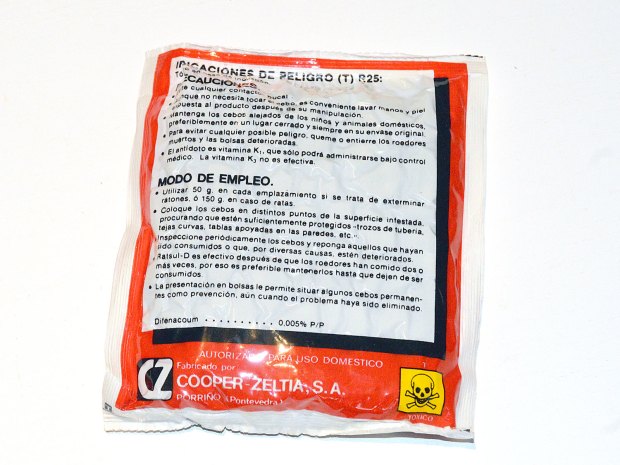 INDICACIONES DE PELIGRO (T) R25:
PRECAUCIONES
Evite cualquier contacto bucal
Aunque no necesita tocar el cebo, es conveniente lavar manos y piel
expuesta al producto después de su manipulación.
• Mantenga los cebos alejados de los niños y animales domésticos,
preferiblemente en un lugar cerrado y siempre en su envase original.
• Para evitar cualquier posible peligro, queme o entierre los roedores
muertos y las bolsas deterioradas.
• El antídoto es vitamina K₁, que sólo podrá administrarse bajo control
médico. La vitamina K₃ no es efectiva.
MODO DE EMPLEO.
• Utilizar 50 g. en cada emplazamiento si se trata de exterminar
ratones, ó 150 g. en caso de ratas.
• Coloque los cebos en distintos puntos de la superficie infestada,
procurando que estén suficientemente protegidos -trozos de tubería,
tejas curvas, tablas apoyadas en las paredes, etc.-.
Inspeccione periódicamente los cebos y reponga aquellos que hayan
sido consumidos o que, por diversas causas, estén deteriorados.
• Ratsul-D es efectivo después de que los roedores han comido dos o
más veces, por eso es preferible mantenerlos hasta que dejen de ser
consumidos.
• La presentación en bolsas le permite situar algunos cebos permanen-
tes como prevención, aún cuando el problema haya sido eliminado.
Difenacoum . . . . . . . . . . 0,005% P/P
AUTORIZADO PARA USO DOMESTICO
CZ
Fabricado por
COOPER-ZELTIA, S.A.
PORRIÑO (Pontevedra)
T
TOXICO